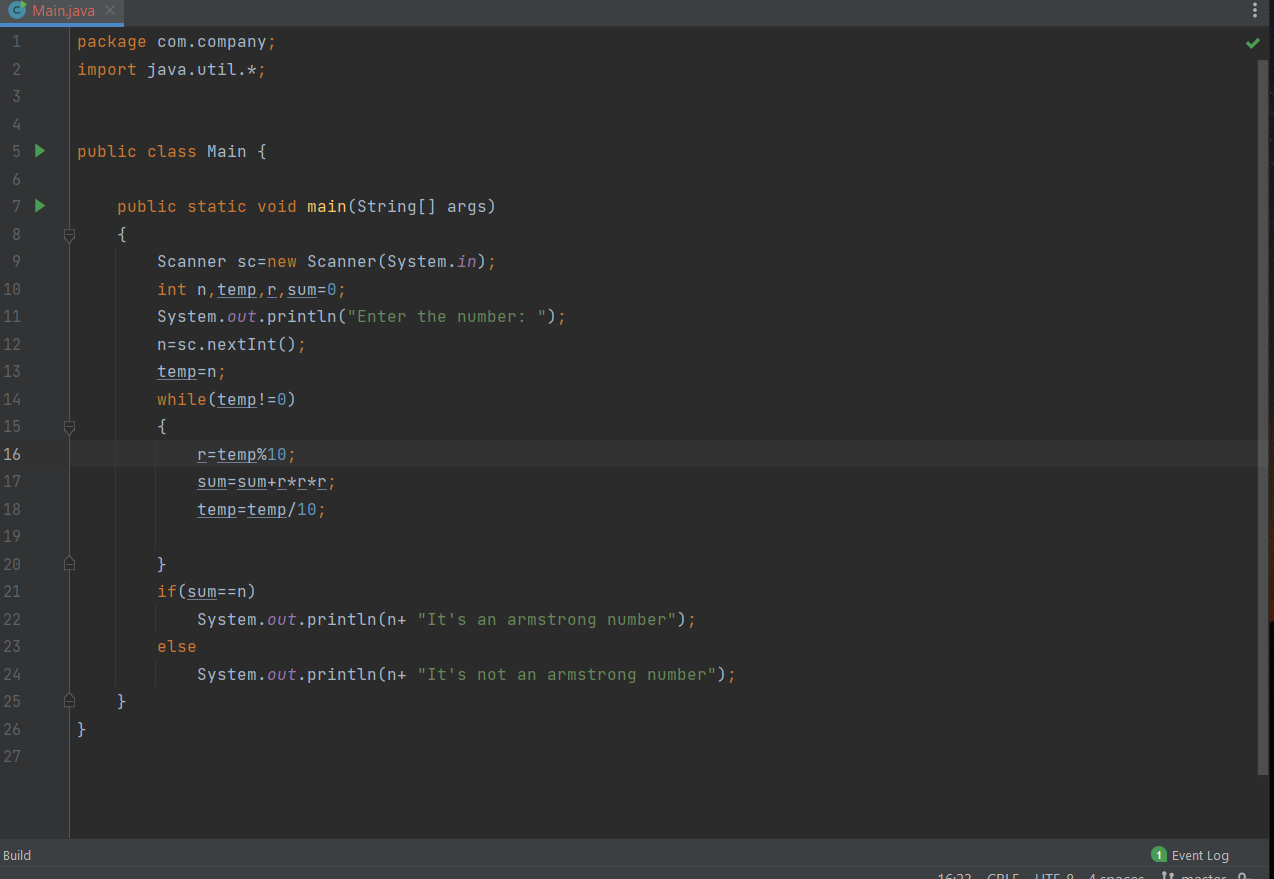 Main.java
1 package com.company;
2 import java.util.*;
3
4
5 public class Main {
6
7 public static void main(String[] args)
8 {
9 Scanner sc=new Scanner(System.in);
10 int n,temp,r,sum=0;
11 System.out.println("Enter the number: ");
12 n=sc.nextInt();
13 temp=n;
14 while(temp!=0)
15 {
16 r=temp%10;
17 sum=sum+r*r*r;
18 temp=temp/10;
19
20 }
21 if(sum==n)
22 System.out.println(n+ "It's an armstrong number");
23 else
24 System.out.println(n+ "It's not an armstrong number");
25 }
26 }
27
Build 1 Event Log
16:23 CRLF UTF-8 4 spaces master